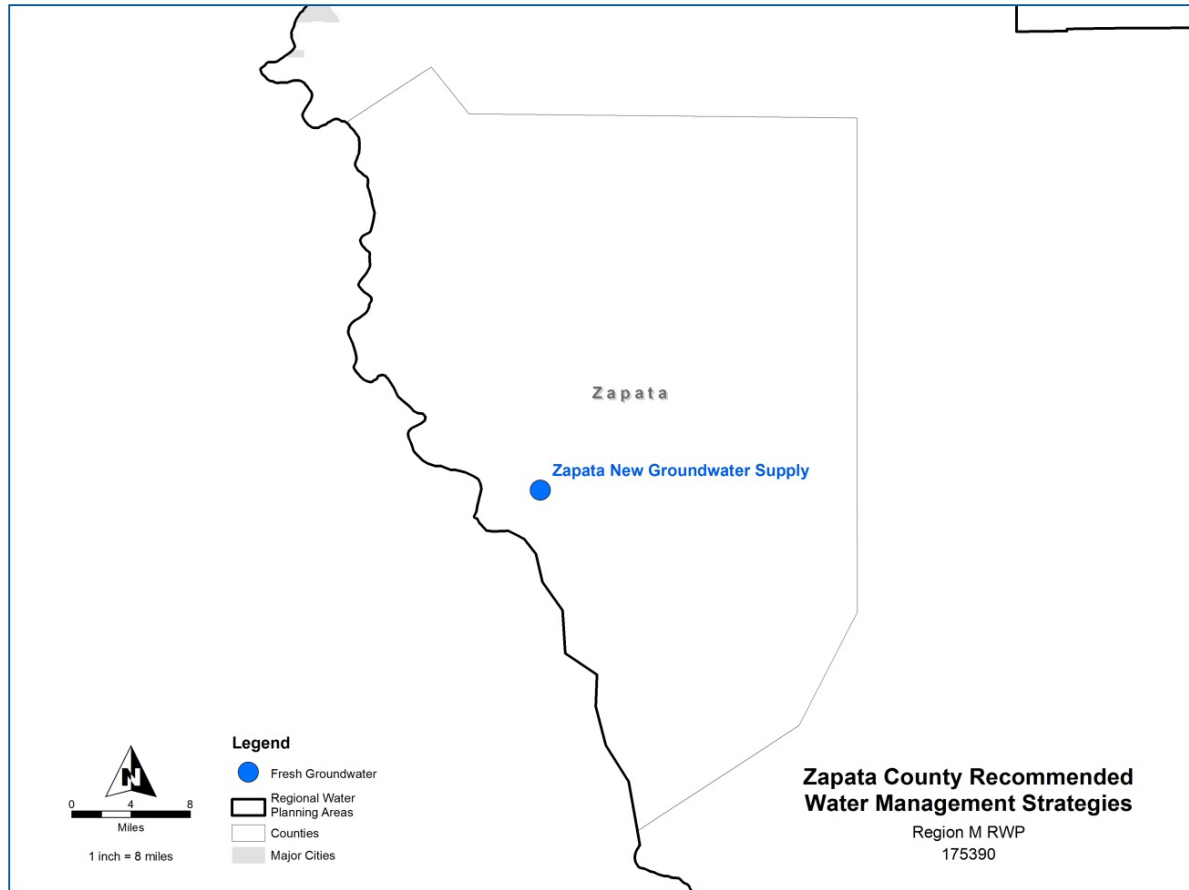 Zapata
Zapata New Groundwater Supply
N
0 4 8
Miles
1 inch = 8 miles
Legend
Fresh Groundwater
Regional Water
Planning Areas
Counties
Major Cities
Zapata County Recommended
Water Management Strategies
Region M RWP
175390